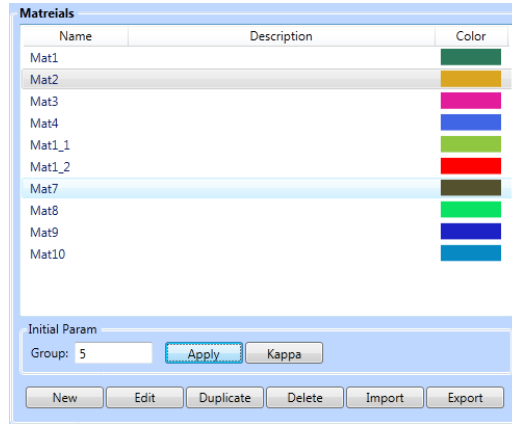 Matreials
Name Description Color
Mat1
Mat2
Mat3
Mat4
Mat1_1
Mat1_2
Mat7
Mat8
Mat9
Mat10
Initial Param
Group: 5 Apply Kappa
New Edit Duplicate Delete Import Export